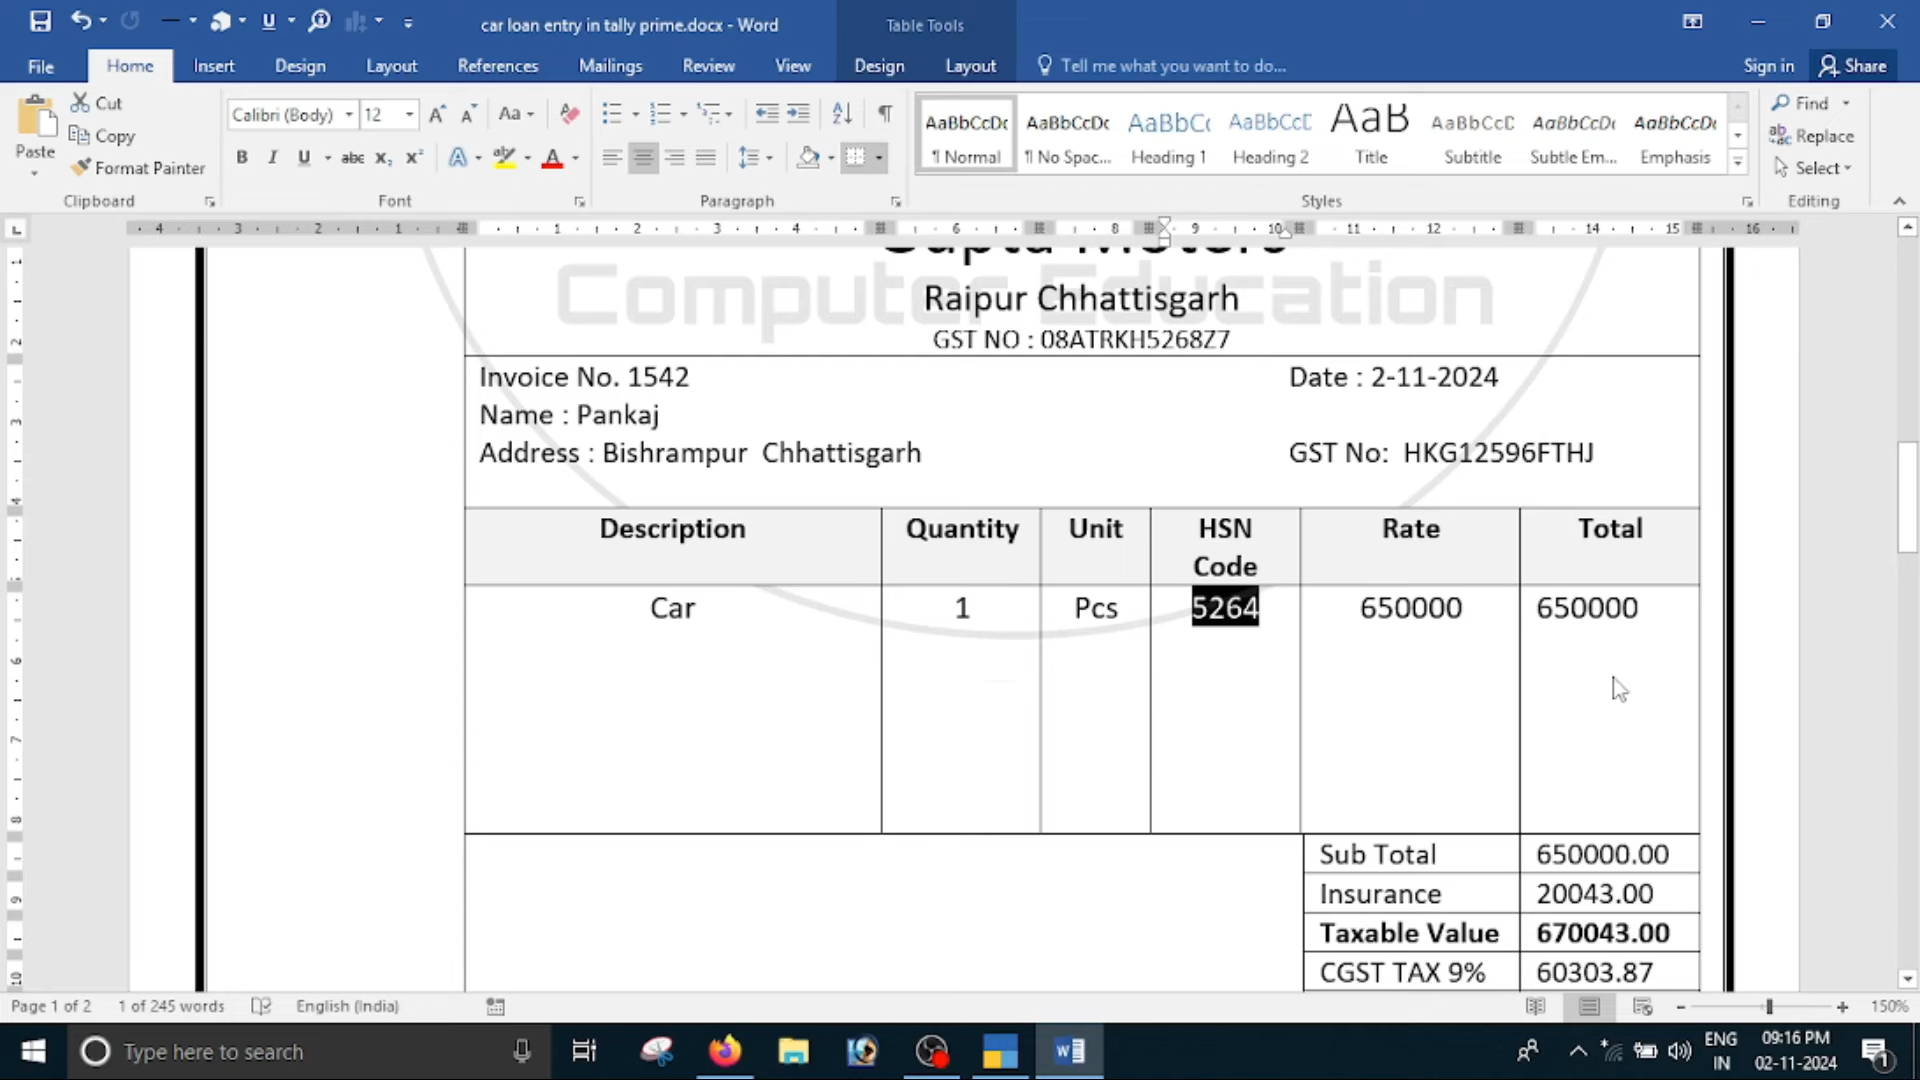 car loan entry in tally prime.docx - Word
Table Tools
File Home Insert Design Layout References Mailings Review View Design Layout Tell me what you want to do... Sign in Share
Paste
Cut
Copy
Format Painter
Clipboard
Calibri (Body) 12
Font
Paragraph
AaBbCcDc AaBbCcDc AaBbC AaBbCcD AaB AaBbCcD AaBbCcDc AaBbCcDc
¶ Normal ¶ No Spac... Heading 1 Heading 2 Title Subtitle Subtle Em... Emphasis
Styles
Find
Replace
Select
Editing
Computer Education
Gupta Motors
Raipur Chhattisgarh
GST NO : 08ATRKH5268Z7
Invoice No. 1542 Date : 2-11-2024
Name : Pankaj
Address : Bishrampur Chhattisgarh GST No: HKG12596FTHJ
Description Quantity Unit HSN Code Rate Total
Car 1 Pcs 5264 650000 650000
Sub Total 650000.00
Insurance 20043.00
Taxable Value 670043.00
CGST TAX 9% 60303.87
Page 1 of 2 1 of 245 words English (India) 150%
Type here to search
ENG
IN
09:16 PM
02-11-2024
1